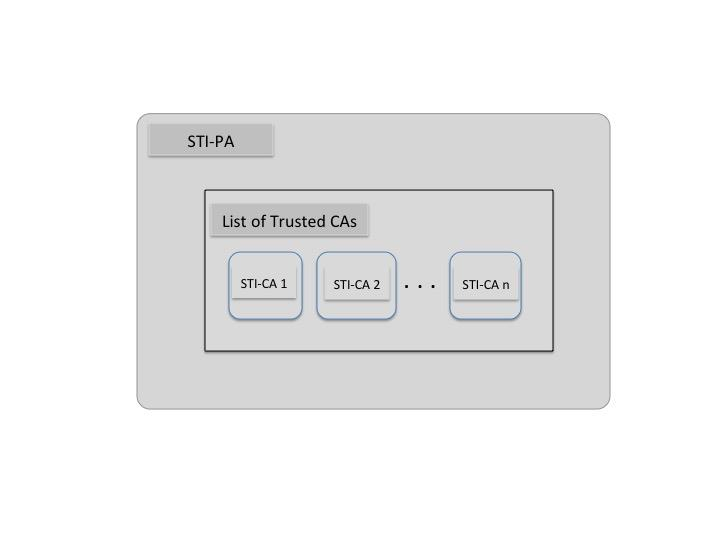 STI-PA
List of Trusted CAs
STI-CA 1
STI-CA 2
. . .
STI-CA n